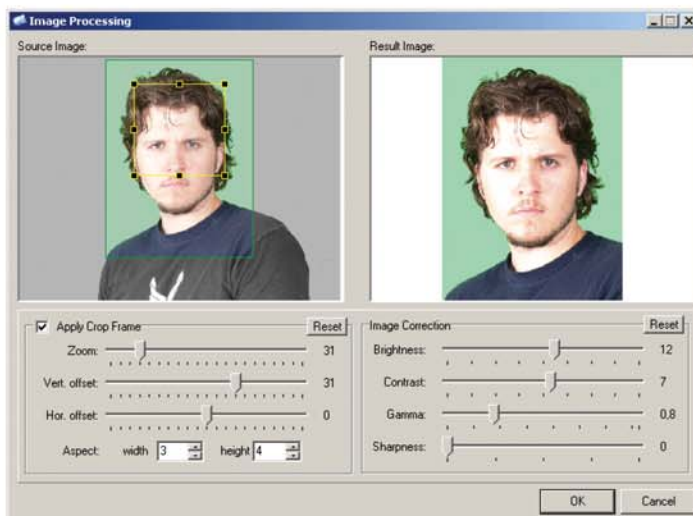 Image Processing
Source Image:
Result Image:
Apply Crop Frame
Reset
Zoom:
31
Vert. offset:
31
Hor. offset:
0
Aspect:
width
3
height
4
Image Correction
Reset
Brightness:
12
Contrast:
7
Gamma:
0,8
Sharpness:
0
OK
Cancel